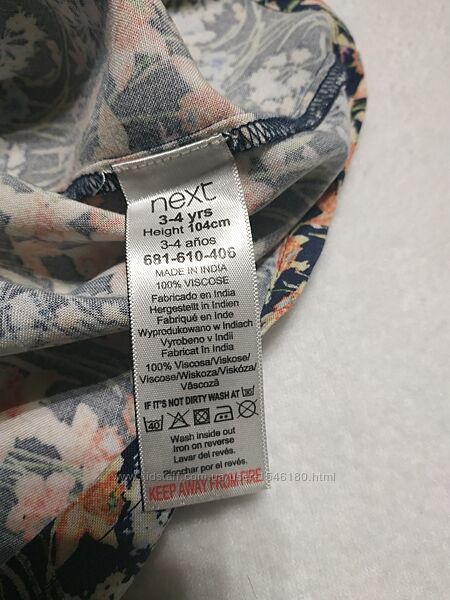 next
3-4 yrs
Height 104cm
3-4 años
681-610-406
MADE IN INDIA
100% VISCOSE
Fabricado en India
Hergestellt in Indien
Fabriqué en Inde
Wyprodukowano w Indiach
Vyrobeno v Indii
Fabricat în India
100% Viscosa/Viskose/
Viscose/Wiskoza/Viskóza/
Vâscoză
IF IT'S NOT DIRTY WASH AT 30
40
Wash inside out
Iron on reverse
Lavar del revés.
Planchar por el revés.
KEEP AWAY FROM FIRE